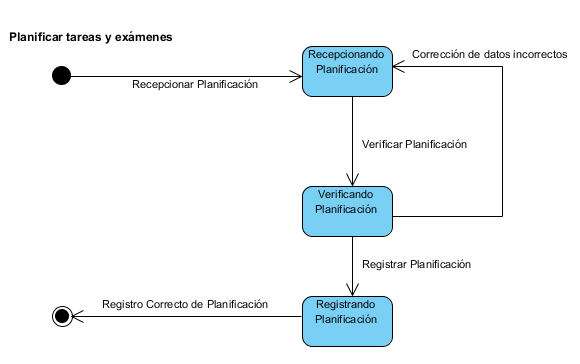 Planificar tareas y exámenes
Recepcionando
Planificación
Corrección de datos incorrectos
Recepcionar Planificación
Verificar Planificación
Verificando
Planificación
Registrar Planificación
Registro Correcto de Planificación
Registrando
Planificación